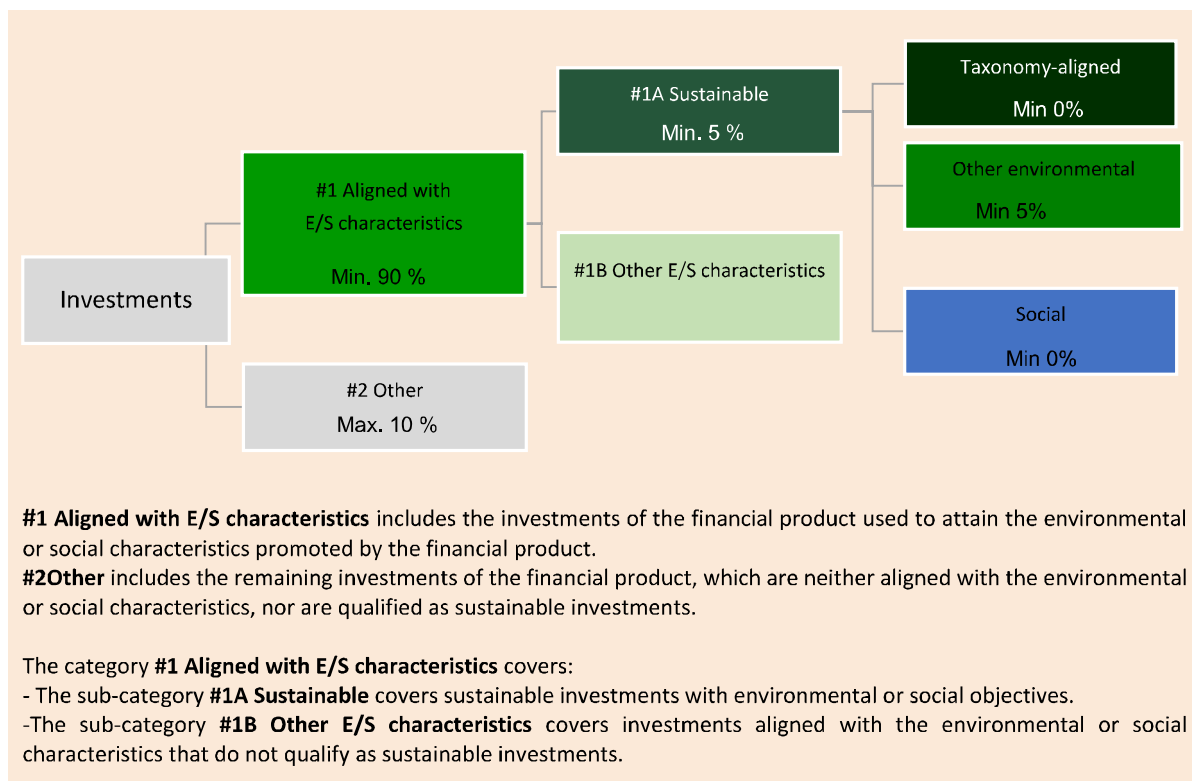 Taxonomy-aligned
Min 0%
#1A Sustainable
Min. 5 %
Other environmental
Min 5%
#1 Aligned with
E/S characteristics
Min. 90 %
#1B Other E/S characteristics
Investments
Social
Min 0%
#2 Other
Max. 10 %
#1 Aligned with E/S characteristics includes the investments of the financial product used to attain the environmental
or social characteristics promoted by the financial product.
#2Other includes the remaining investments of the financial product, which are neither aligned with the environmental
or social characteristics, nor are qualified as sustainable investments.
The category #1 Aligned with E/S characteristics covers:
- The sub-category #1A Sustainable covers sustainable investments with environmental or social objectives.
-The sub-category #1B Other E/S characteristics covers investments aligned with the environmental or social
characteristics that do not qualify as sustainable investments.